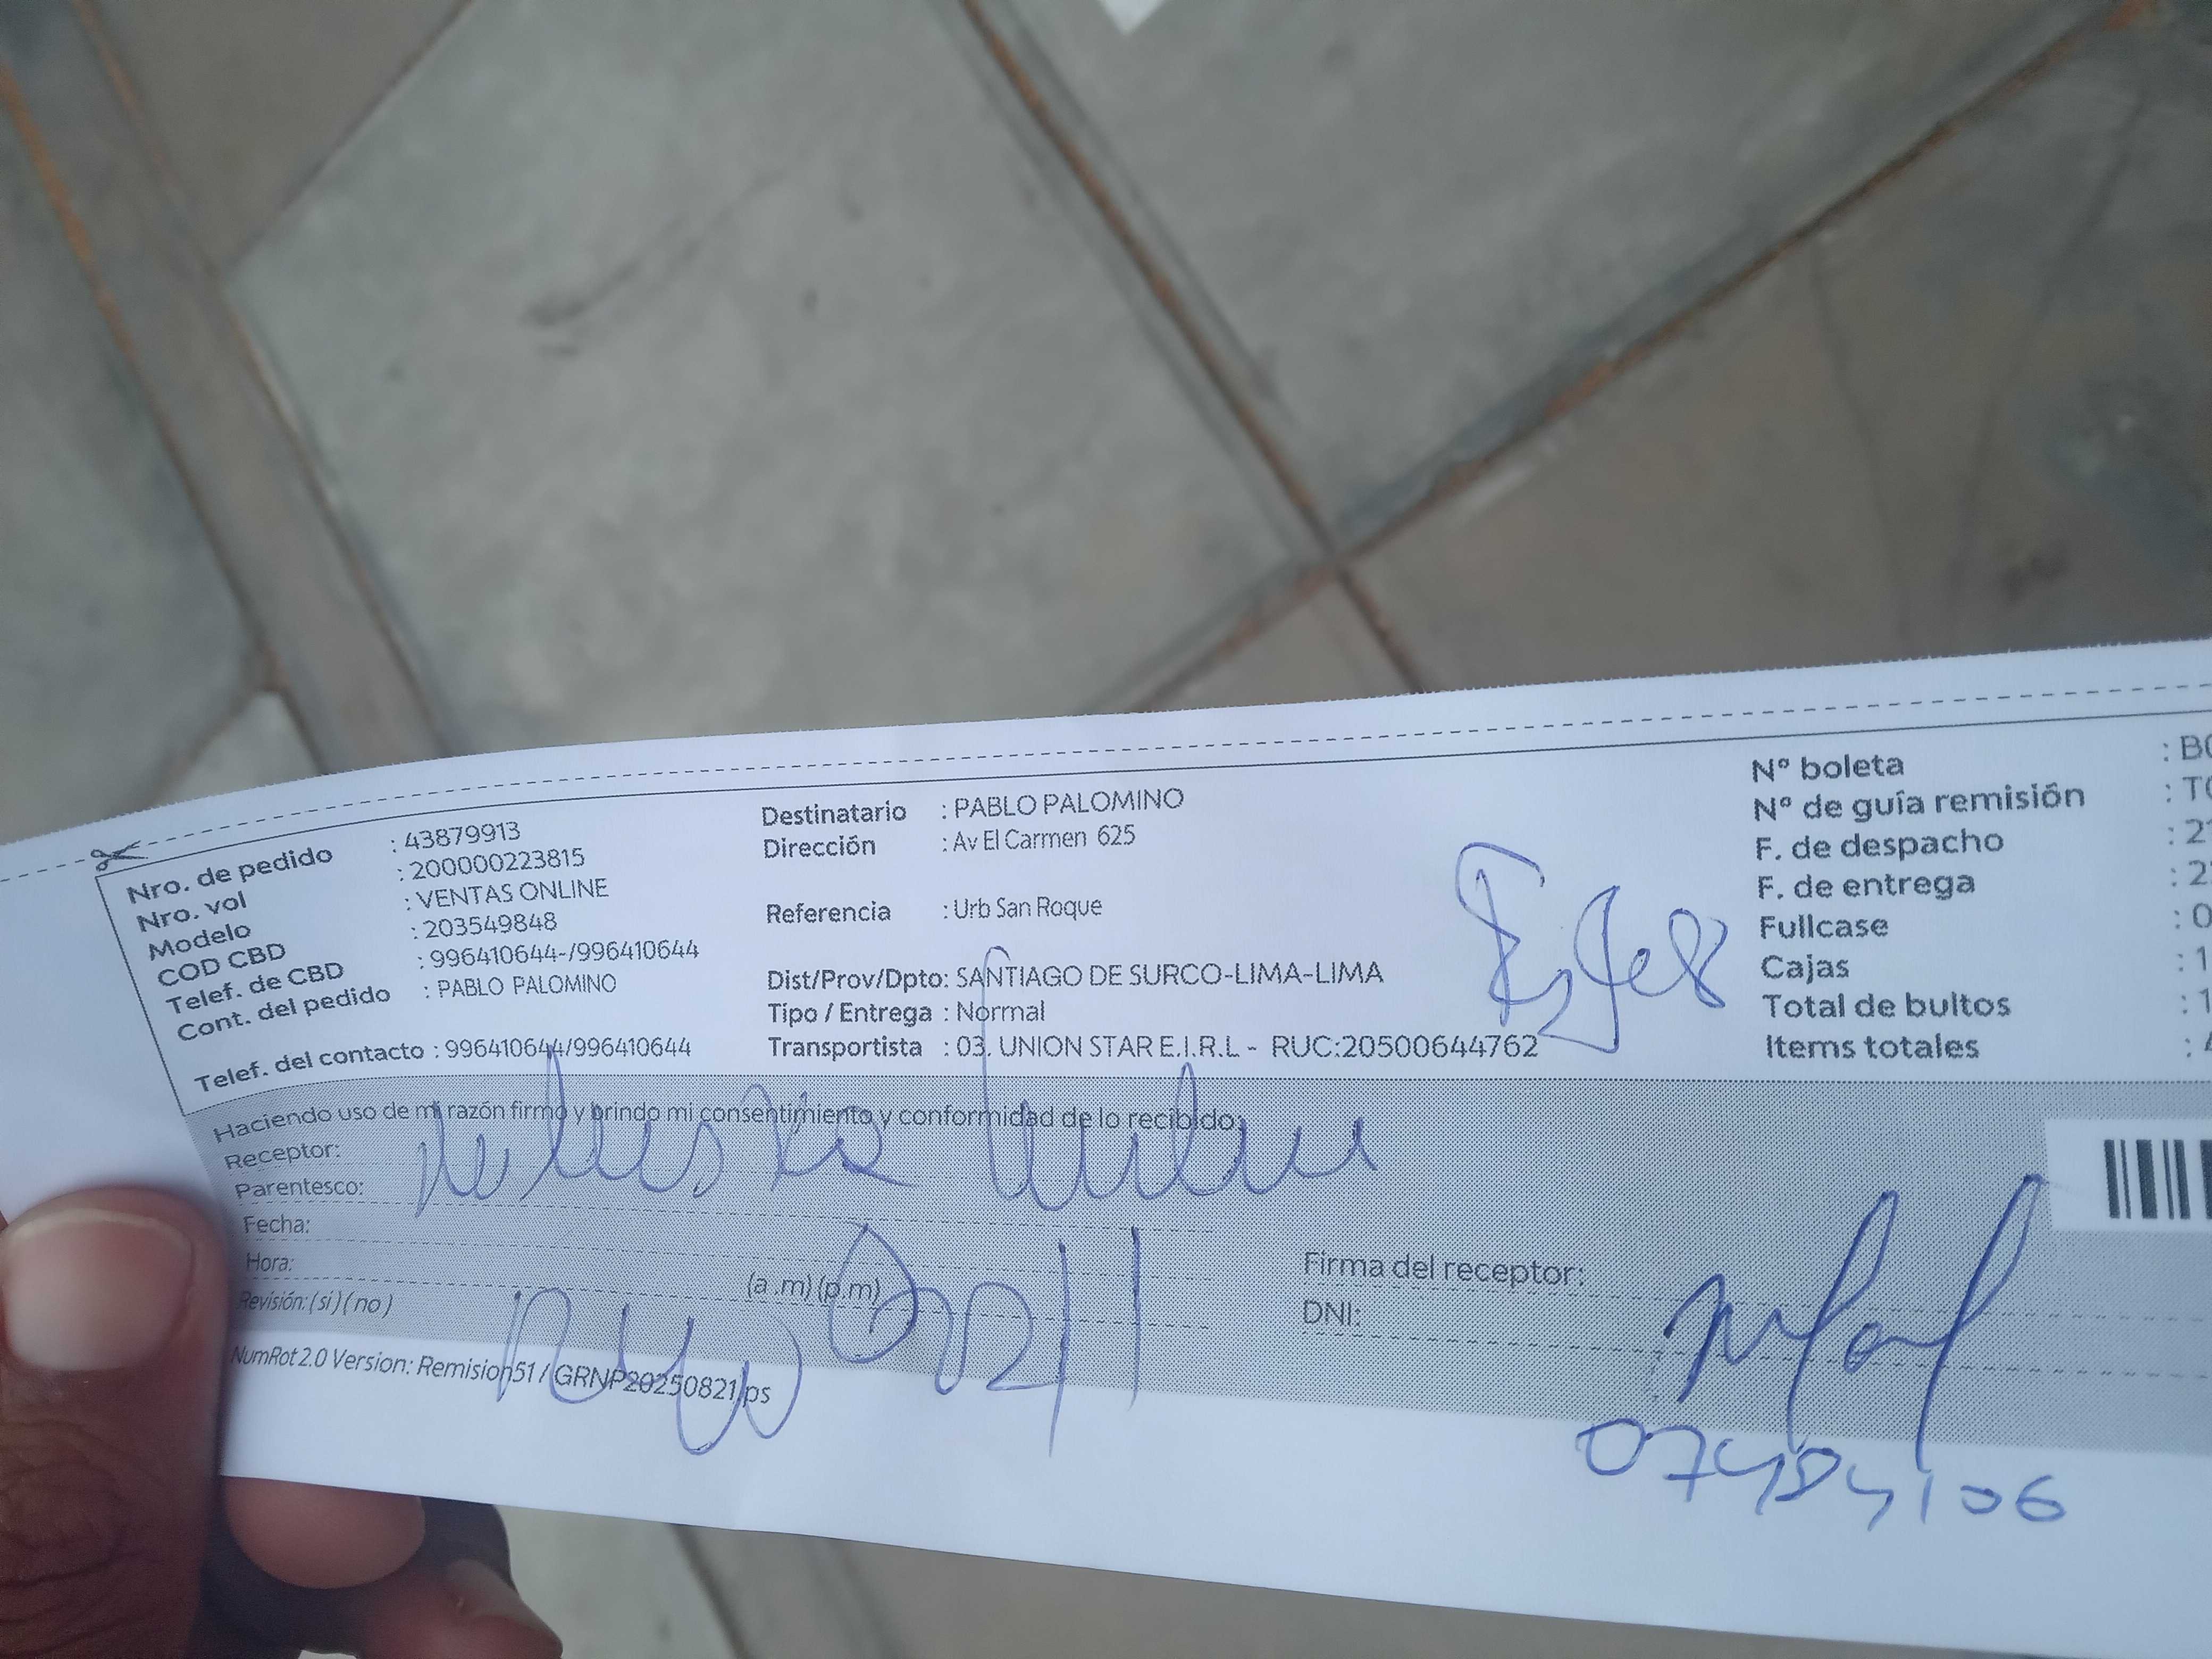 Nro. de pedido : 43879913
Nro. vol : 200000223815
Modelo : VENTAS ONLINE
COD CBD : 203549848
Telef. de CBD : 996410644-/996410644
Cont. del pedido : PABLO PALOMINO
Telef. del contacto : 996410644/996410644
Destinatario : PABLO PALOMINO
Dirección : Av El Carmen 625
Referencia : Urb San Roque
Dist/Prov/Dpto: SANTIAGO DE SURCO-LIMA-LIMA
Tipo / Entrega : Normal
Transportista : 03. UNION STAR E.I.R.L - RUC:20500644762
Nº boleta
Nº de guía remisión
F. de despacho
F. de entrega
Fullcase
Cajas
Total de bultos
Items totales
Haciendo uso de mi razón firmo y brindo mi consentimiento y conformidad de lo recibido:
Receptor:
Parentesco:
Fecha:
Hora: (a.m) (p.m)
Revisión: (si) (no)
Firma del receptor:
DNI:
NumRot 2.0 Version: Remision51 / GRNP20250821.ps